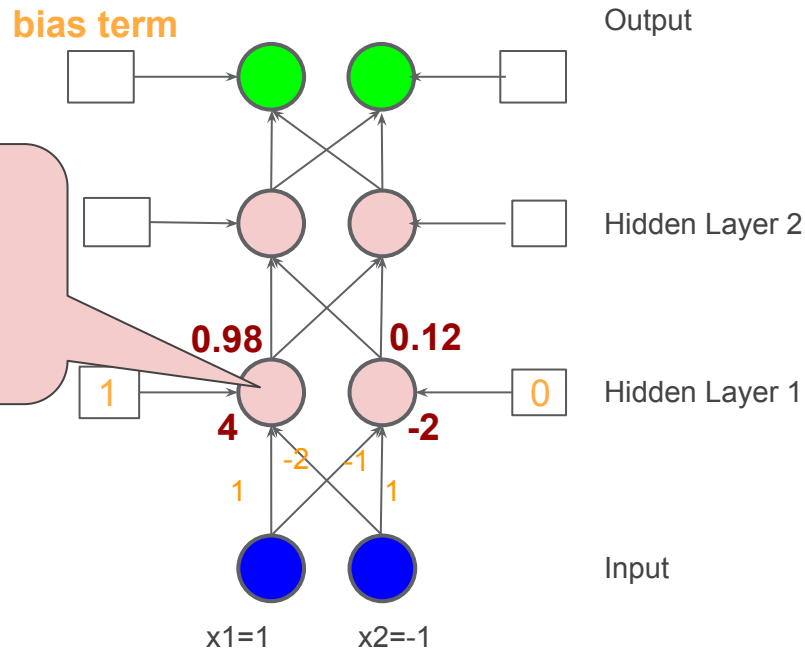 bias term
Output
Hidden Layer 2
0.98
0.12
1
0
Hidden Layer 1
4
-2
-2
-1
1
1
Input
x1=1
x2=-1